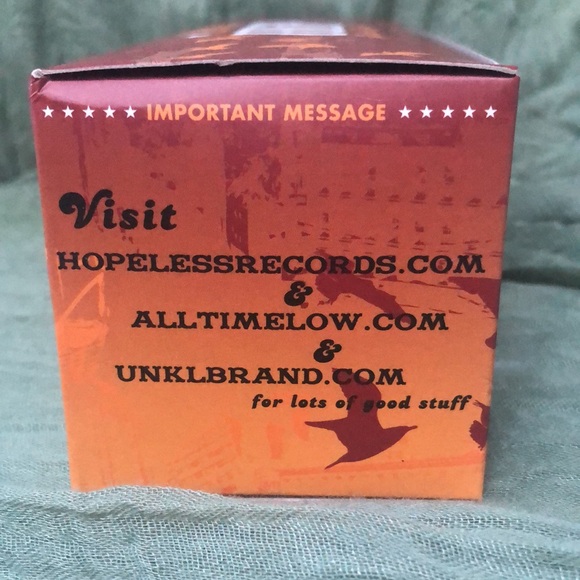 ★★★★★ IMPORTANT MESSAGE ★★★★★
Visit
HOPELESSRECORDS.COM
&
ALLTIMELOW.COM
&
UNKLBRAND.COM
for lots of good stuff